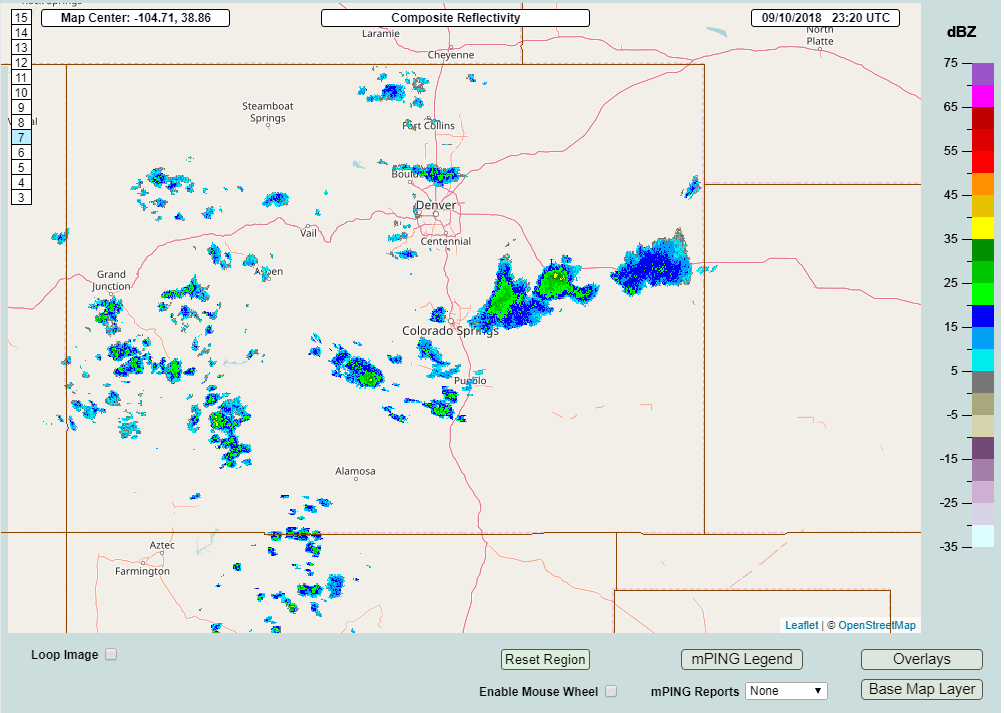 15
14
13
12
11
10
9
8
7
6
5
4
3
Map Center: -104.71, 38.86
Composite Reflectivity
09/10/2018 23:20 UTC
Laramie
Cheyenne
North
Platte
Steamboat
Springs
Fort Collins
Denver
Centennial
Vail
Aspen
Grand
Junction
Colorado Springs
Pueblo
Alamosa
Aztec
Farmington
Leaflet | © OpenStreetMap
dBZ
75
65
55
45
35
25
15
5
-5
-15
-25
-35
Loop Image
Reset Region
mPING Legend
Overlays
Enable Mouse Wheel
mPING Reports None
Base Map Layer